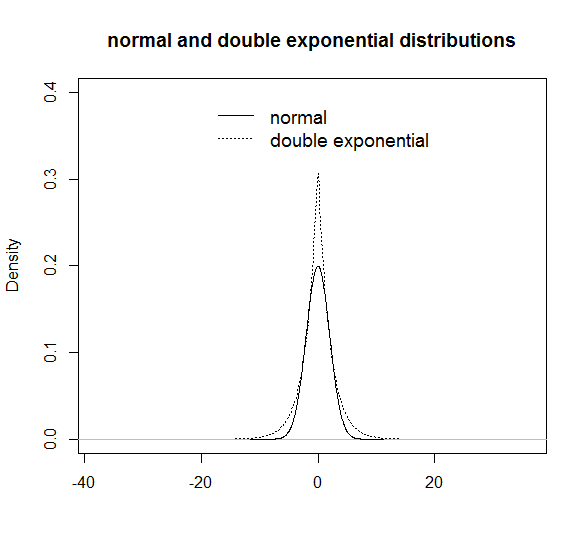 normal and double exponential distributions
normal
double exponential
Density
0.4
0.3
0.2
0.1
0.0
-40
-20
0
20